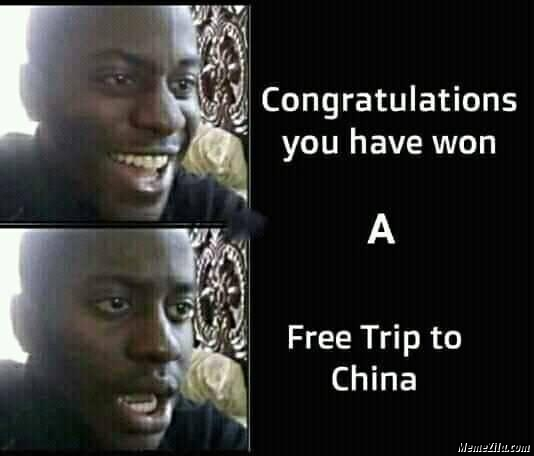 Congratulations
you have won
A
Free Trip to
China
MemeZila.com